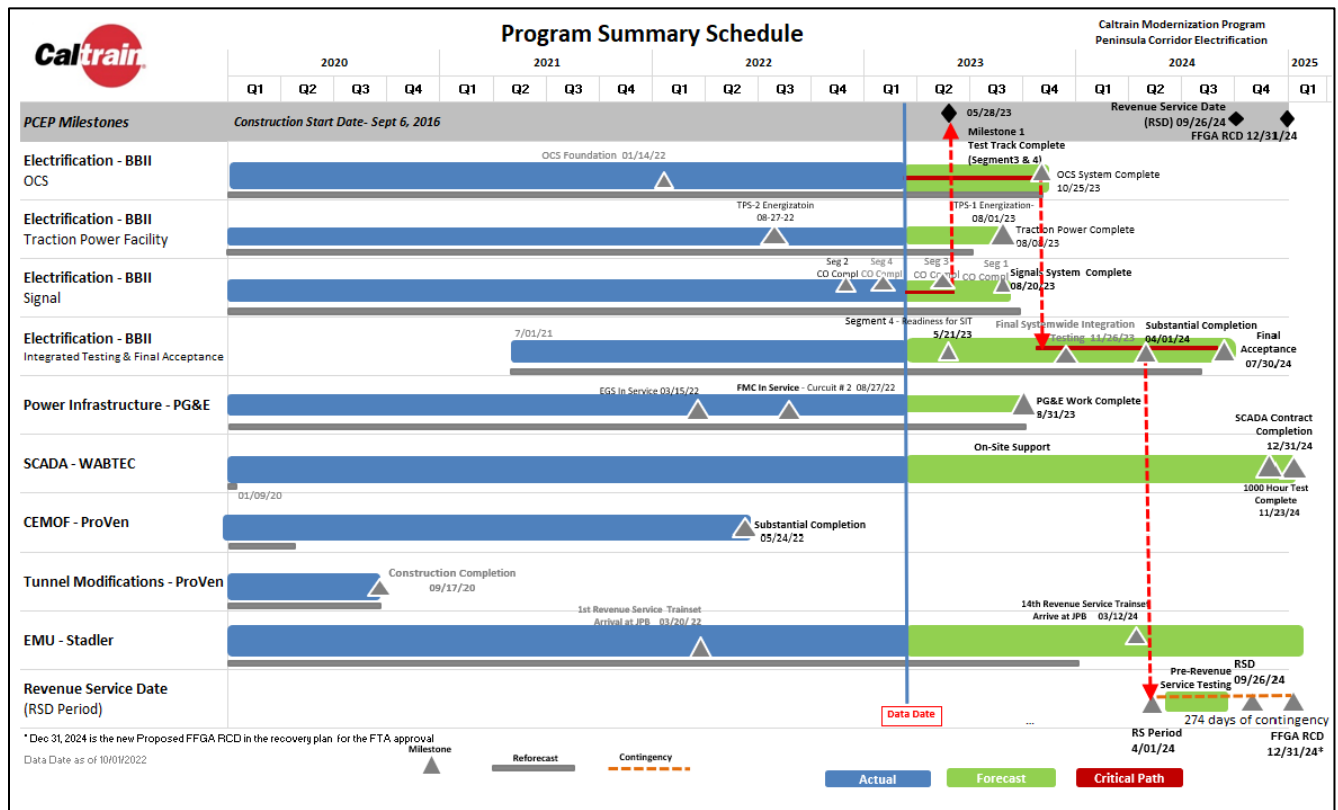 Caltrain
Program Summary Schedule
Caltrain Modernization Program
Peninsula Corridor Electrification
2020 2021 2022 2023 2024 2025
Q1 Q2 Q3 Q4 Q1 Q2 Q3 Q4 Q1 Q2 Q3 Q4 Q1 Q2 Q3 Q4 Q1 Q2 Q3 Q4 Q1
PCEP Milestones
Construction Start Date- Sept 6, 2016
05/28/23
Milestone 1
Test Track Complete
(Segment3 & 4)
Revenue Service Date
(RSD) 09/26/24
FFGA RCD 12/31/24
Electrification - BBII
OCS
OCS Foundation 01/14/22
OCS System Complete
10/25/23
Electrification - BBII
Traction Power Facility
TPS-2 Energizatoin
08-27-22
TPS-1 Energization-
08/01/23
Traction Power Complete
08/08/23
Electrification - BBII
Signal
Seg 2
CO Compl
Seg 4
CO Compl
Seg 3
CO Compl
Seg 1
CO Compl
Signals System Complete
08/20/23
Electrification - BBII
Integrated Testing & Final Acceptance
7/01/21
Segment 4 - Readiness for SIT
5/21/23
Final Systemwide Integration
Testing 11/26/23
Substantial Completion
04/01/24
Final
Acceptance
07/30/24
Power Infrastructure - PG&E
EGS In Service 03/15/22
FMC In Service - Curcuit # 2 08/27/22
PG&E Work Complete
8/31/23
SCADA - WABTEC
01/09/20
On-Site Support
SCADA Contract
Completion
12/31/24
1000 Hour Test
Complete
11/23/24
CEMOF - ProVen
Substantial Completion
05/24/22
Tunnel Modifications - ProVen
Construction Completion
09/17/20
EMU - Stadler
1st Revenue Service Trainset
Arrival at JPB 03/20/ 22
14th Revenue Service Trainset
Arrive at JPB 03/12/24
Revenue Service Date
(RSD Period)
Data Date
...
Pre-Revenue
Service Testing
RSD
09/26/24
274 days of contingency
RS Period
4/01/24
FFGA RCD
12/31/24*
* Dec 31, 2024 is the new Proposed FFGA RCD in the recovery plan for the FTA approval
Data Date as of 10/01/2022
Milestone
Reforecast
Contingency
Actual
Forecast
Critical Path